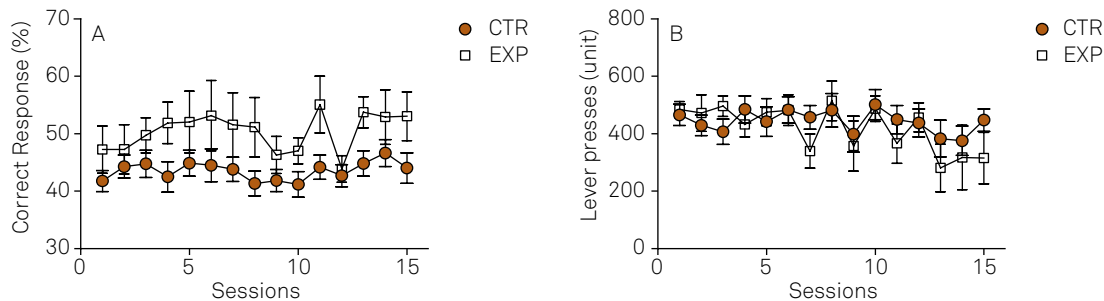 A
Correct Response (%)
70
60
50
40
30
0
5
10
15
Sessions
CTR
EXP
B
Lever presses (unit)
800
600
400
200
0
0
5
10
15
Sessions
CTR
EXP